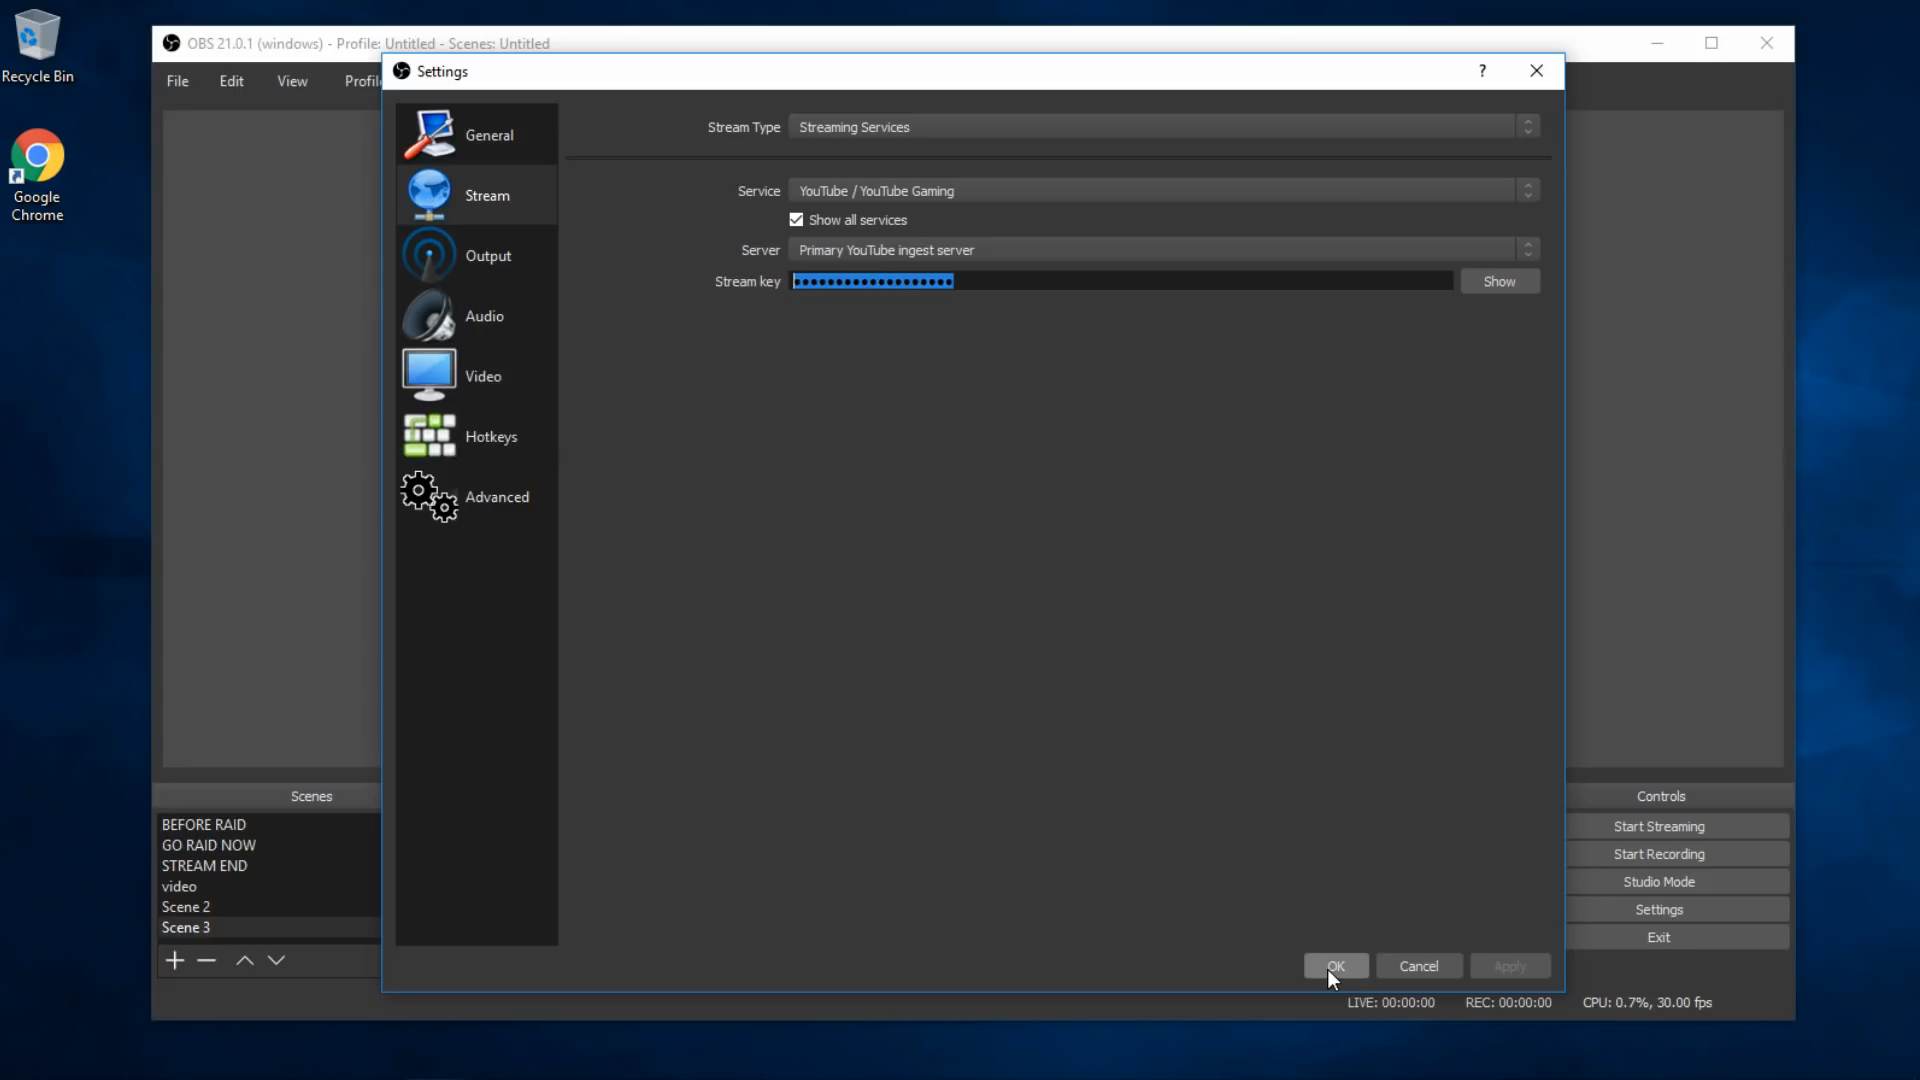 Recycle Bin
Google
Chrome
OBS 21.0.1 (windows) - Profile: Untitled - Scenes: Untitled
File Edit View Profil
Settings
?
General
Stream
Output
Audio
Video
Hotkeys
Advanced
Stream Type Streaming Services
Service YouTube / YouTube Gaming
Show all services
Server Primary YouTube ingest server
Stream key Show
OK Cancel Apply
Scenes
BEFORE RAID
GO RAID NOW
STREAM END
video
Scene 2
Scene 3
Controls
Start Streaming
Start Recording
Studio Mode
Settings
Exit
LIVE: 00:00:00 REC: 00:00:00 CPU: 0.7%, 30.00 fps